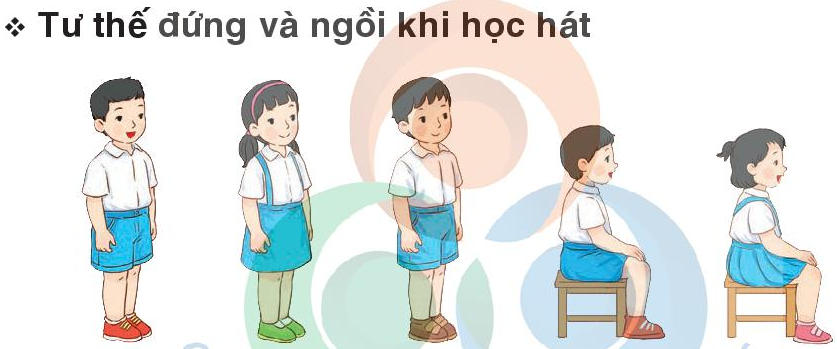 ❖ Tư thế đứng và ngồi khi học hát